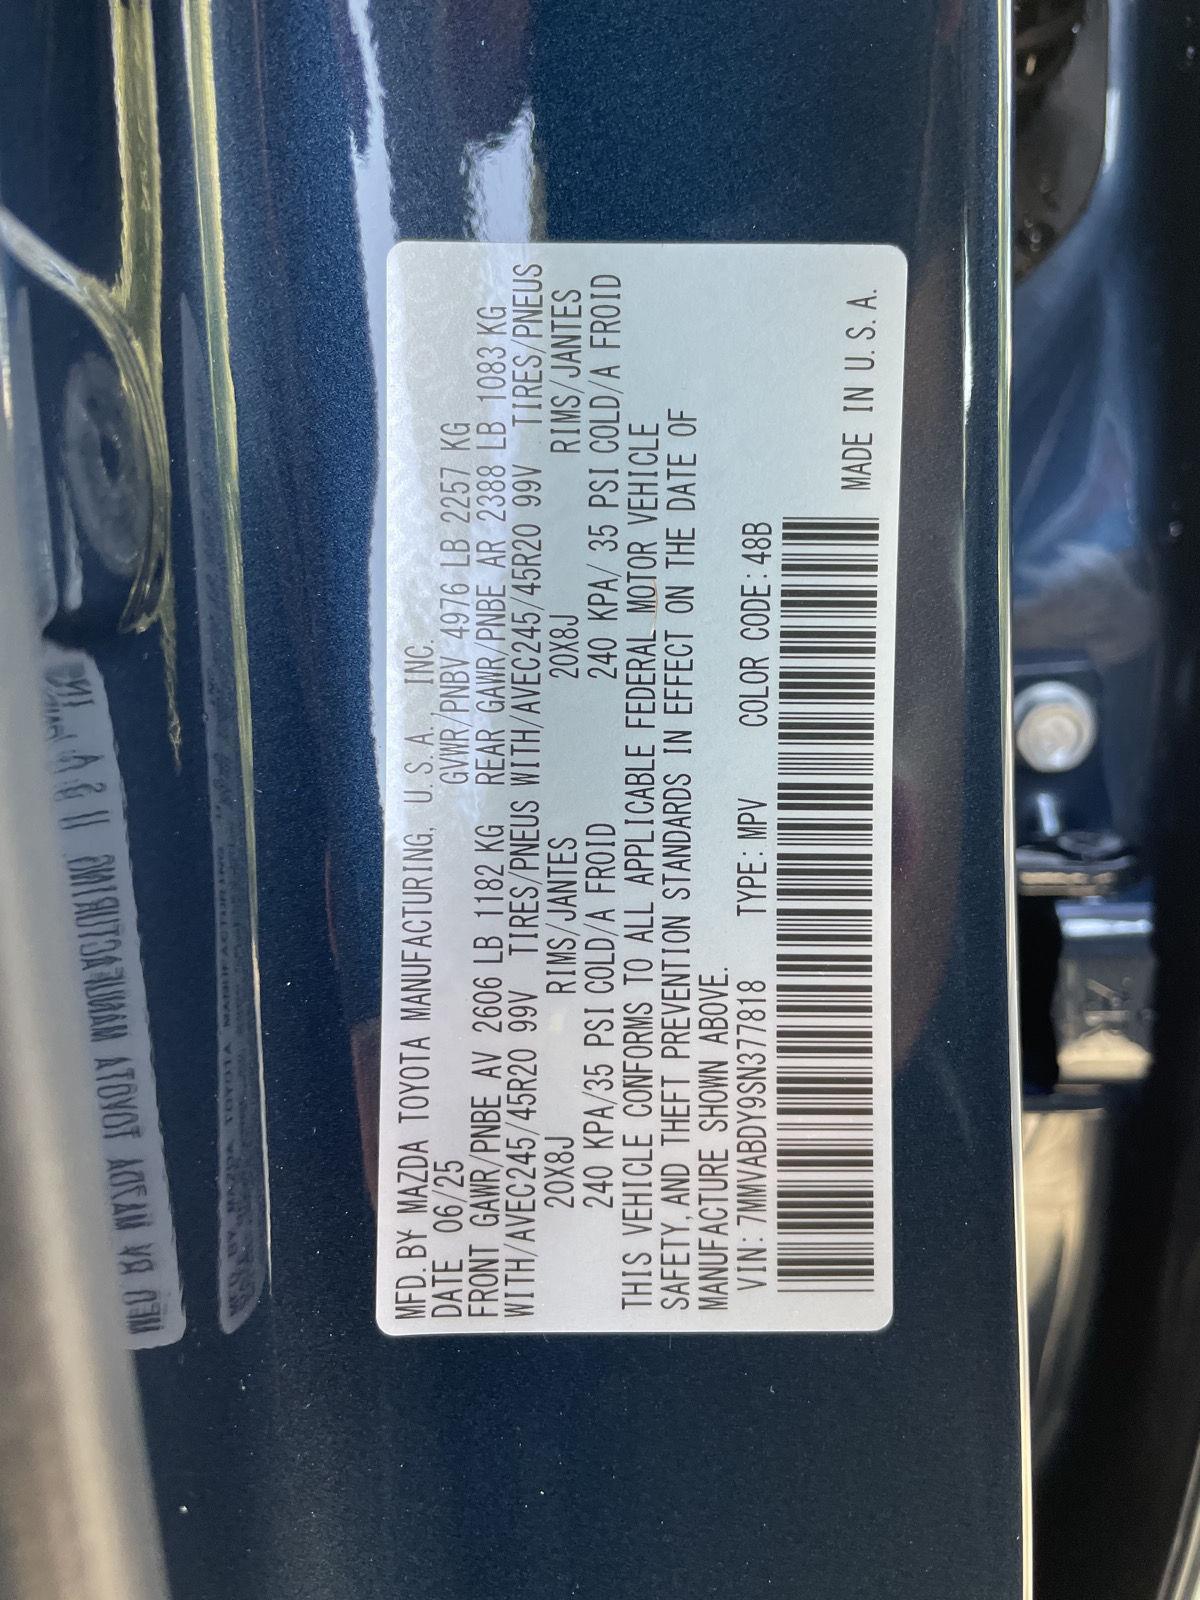 MFD.BY MAZDA TOYOTA MANUFACTURING, U.S.A., INC.
DATE 06/25 GVWR/PNBV 4976 LB 2257 KG
FRONT GAWR/PNBE AV 2606 LB 1182 KG REAR GAWR/PNBE AR 2388 LB 1083 KG
WITH/AVEC245/45R20 99V TIRES/PNEUS WITH/AVEC245/45R20 99V TIRES/PNEUS
20X8J RIMS/JANTES 20X8J RIMS/JANTES
240 KPA/35 PSI COLD/A FROID 240 KPA/ 35 PSI COLD/A FROID
THIS VEHICLE CONFORMS TO ALL APPLICABLE FEDERAL MOTOR VEHICLE
SAFETY,AND THEFT PREVENTION STANDARDS IN EFFECT ON THE DATE OF
MANUFACTURE SHOWN ABOVE.
VIN:7MMVABDY9SN377818 TYPE:MPV COLOR CODE:48B
MADE IN U.S.A.